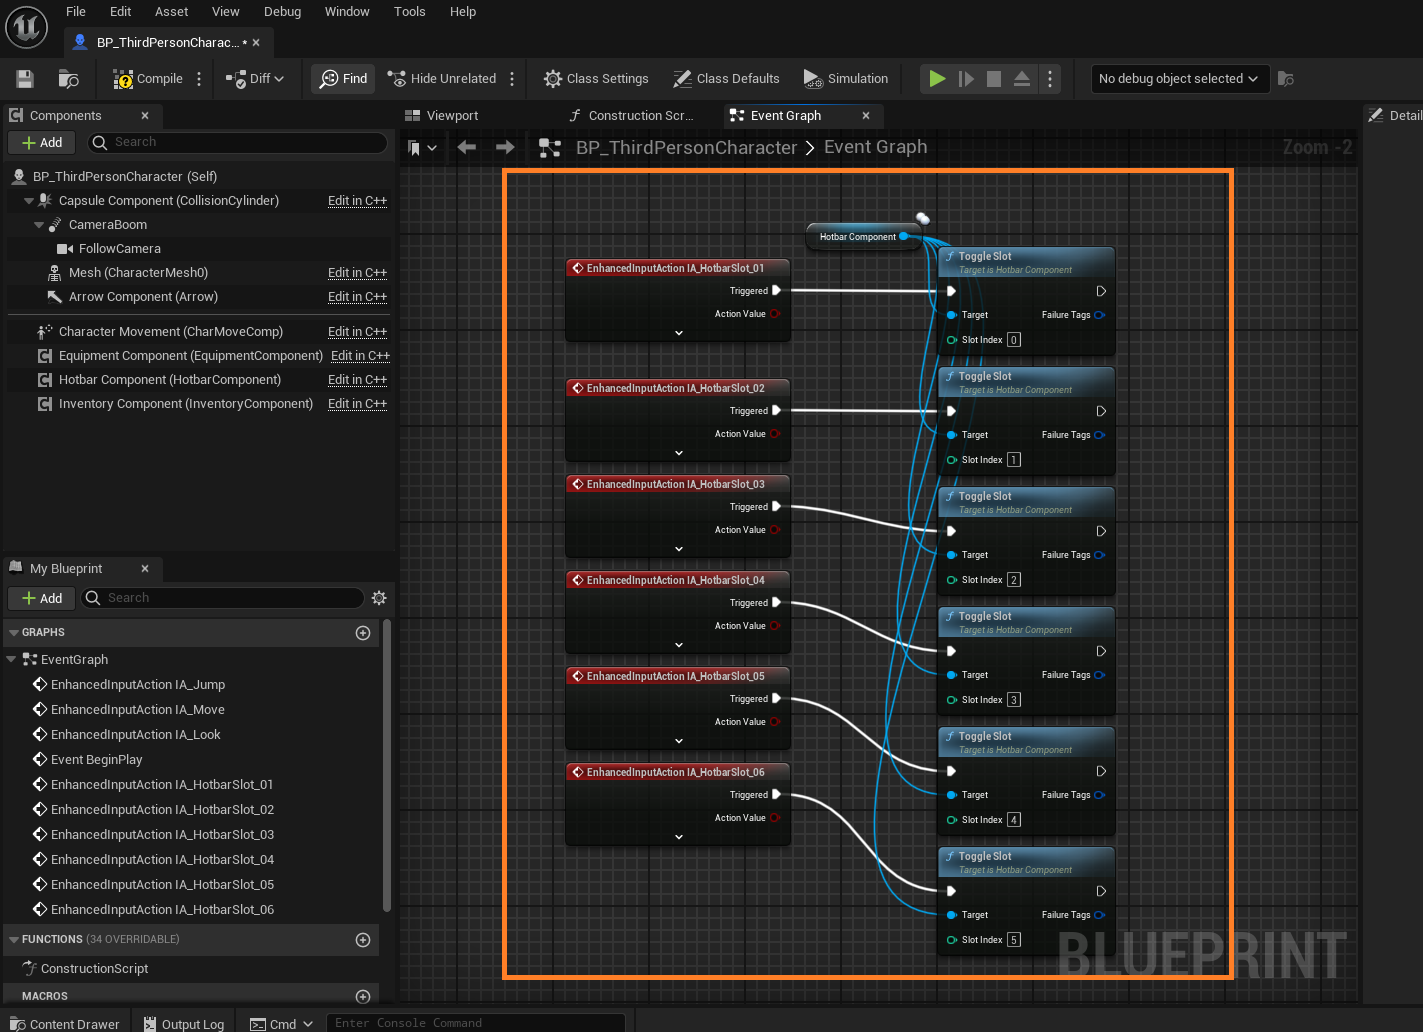 File Edit Asset View Debug Window Tools Help
BP_ThirdPersonCharac...
Compile Diff Find Hide Unrelated Class Settings Class Defaults Simulation No debug object selected
Components
Add Search
BP_ThirdPersonCharacter (Self)
Capsule Component (CollisionCylinder) Edit in C++
CameraBoom
FollowCamera
Mesh (CharacterMesh0) Edit in C++
Arrow Component (Arrow) Edit in C++
Character Movement (CharMoveComp) Edit in C++
Equipment Component (EquipmentComponent) Edit in C++
Hotbar Component (HotbarComponent) Edit in C++
Inventory Component (InventoryComponent) Edit in C++
My Blueprint
Add Search
GRAPHS
EventGraph
EnhancedInputAction IA_Jump
EnhancedInputAction IA_Move
EnhancedInputAction IA_Look
Event BeginPlay
EnhancedInputAction IA_HotbarSlot_01
EnhancedInputAction IA_HotbarSlot_02
EnhancedInputAction IA_HotbarSlot_03
EnhancedInputAction IA_HotbarSlot_04
EnhancedInputAction IA_HotbarSlot_05
EnhancedInputAction IA_HotbarSlot_06
FUNCTIONS (34 OVERRIDABLE)
ConstructionScript
MACROS
Viewport Construction Scr... Event Graph
BP_ThirdPersonCharacter > Event Graph
Zoom -2
Hotbar Component
EnhancedInputAction IA_HotbarSlot_01
Triggered
Action Value
EnhancedInputAction IA_HotbarSlot_02
Triggered
Action Value
EnhancedInputAction IA_HotbarSlot_03
Triggered
Action Value
EnhancedInputAction IA_HotbarSlot_04
Triggered
Action Value
EnhancedInputAction IA_HotbarSlot_05
Triggered
Action Value
EnhancedInputAction IA_HotbarSlot_06
Triggered
Action Value
Toggle Slot
Target is Hotbar Component
Target Failure Tags
Slot Index 0
Toggle Slot
Target is Hotbar Component
Target Failure Tags
Slot Index 1
Toggle Slot
Target is Hotbar Component
Target Failure Tags
Slot Index 2
Toggle Slot
Target is Hotbar Component
Target Failure Tags
Slot Index 3
Toggle Slot
Target is Hotbar Component
Target Failure Tags
Slot Index 4
Toggle Slot
Target is Hotbar Component
Target Failure Tags
Slot Index 5
BLUEPRINT
Detai
Content Drawer Output Log Cmd Enter Console Command